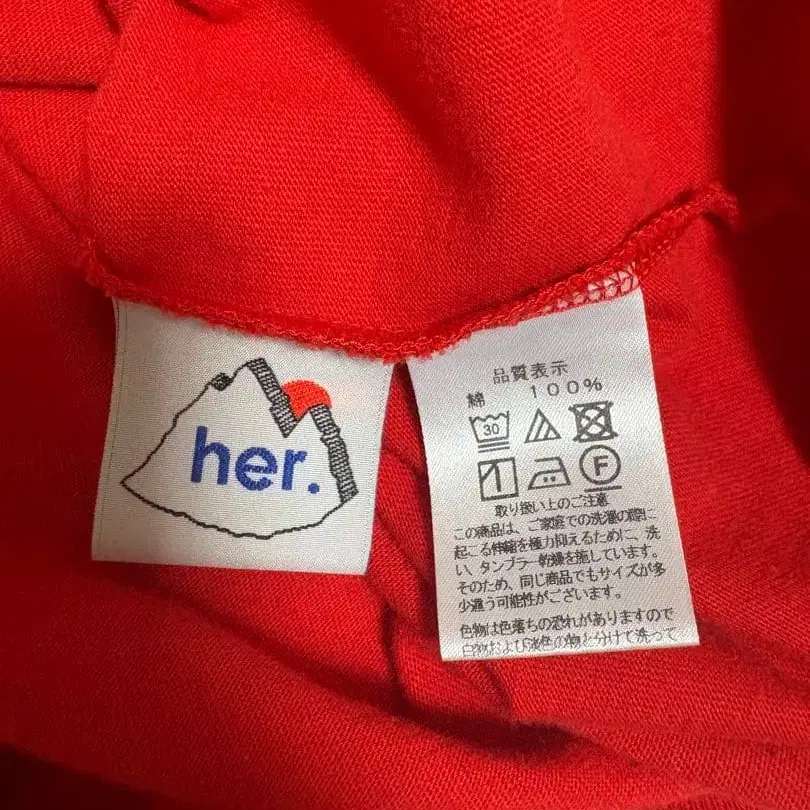 her.
品質表示
綿 100%
30
F
取り扱い上のご注意
この商品は、ご家庭での洗濯の際に
起こる伸縮を極力抑えるために、洗
い、タンブラー乾燥を施しています。
そのため、同じ商品でもサイズが多
少違う可能性がございます。
色物は色落ちの恐れがありますので
白物および淡色の物と分けて洗って